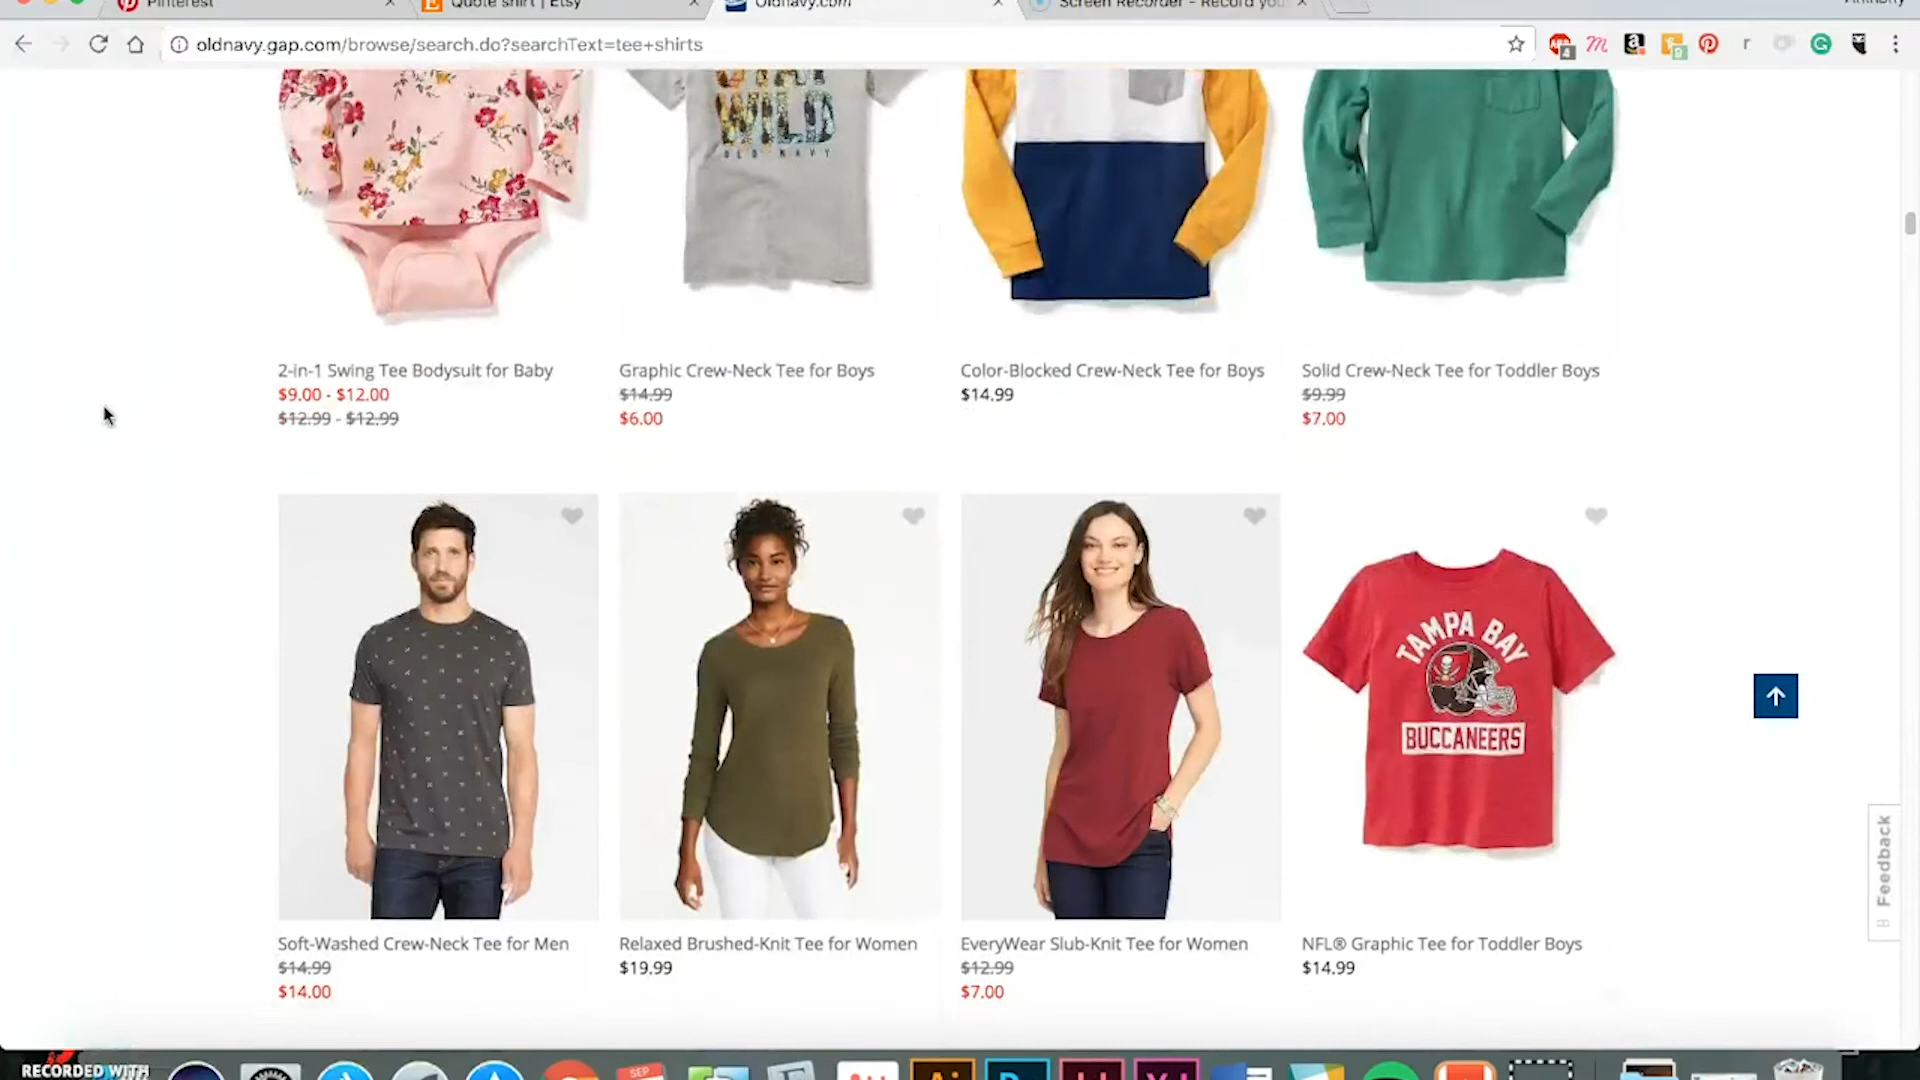 Pinterest
Quote shirt | Etsy
Oldnavy.com
Screen Recorder - Record you
oldnavy.gap.com/browse/search.do?searchText=tee+shirts
WILD
OLD NAVY
2-in-1 Swing Tee Bodysuit for Baby
$9.00 - $12.00
$12.99 - $12.99
Graphic Crew-Neck Tee for Boys
$14.99
$6.00
Color-Blocked Crew-Neck Tee for Boys
$14.99
Solid Crew-Neck Tee for Toddler Boys
$9.99
$7.00
TAMPA BAY
BUCCANEERS
Feedback
Soft-Washed Crew-Neck Tee for Men
$14.99
$14.00
Relaxed Brushed-Knit Tee for Women
$19.99
EveryWear Slub-Knit Tee for Women
$12.99
$7.00
NFL® Graphic Tee for Toddler Boys
$14.99
RECORDED WITH
SEP